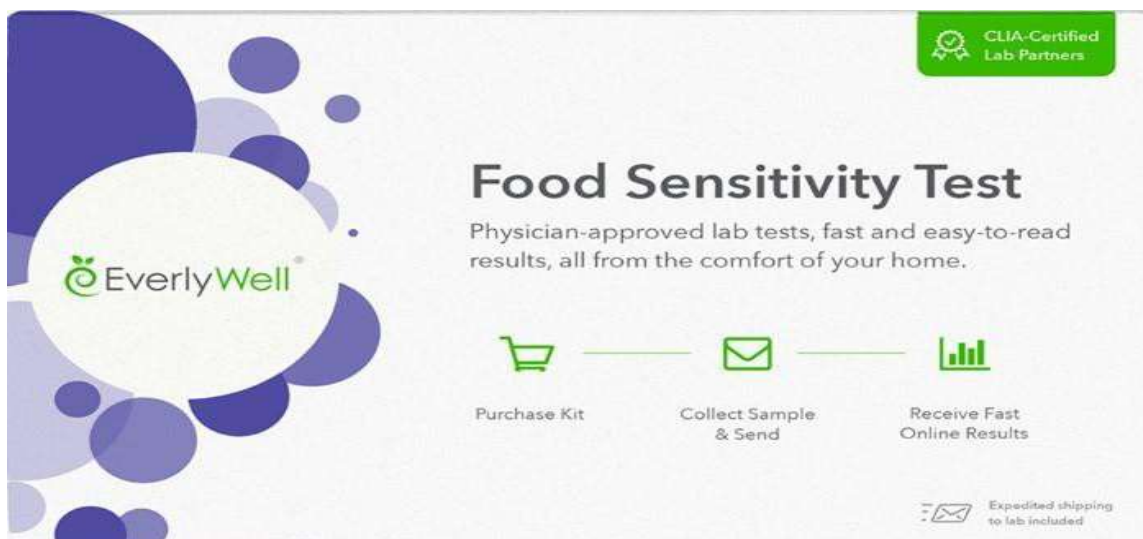 CLIA-Certified
Lab Partners
Food Sensitivity Test
Physician-approved lab tests, fast and easy-to-read
results, all from the comfort of your home.
EverlyWell®
Purchase Kit
Collect Sample
& Send
Receive Fast
Online Results
Expedited shipping
to lab included